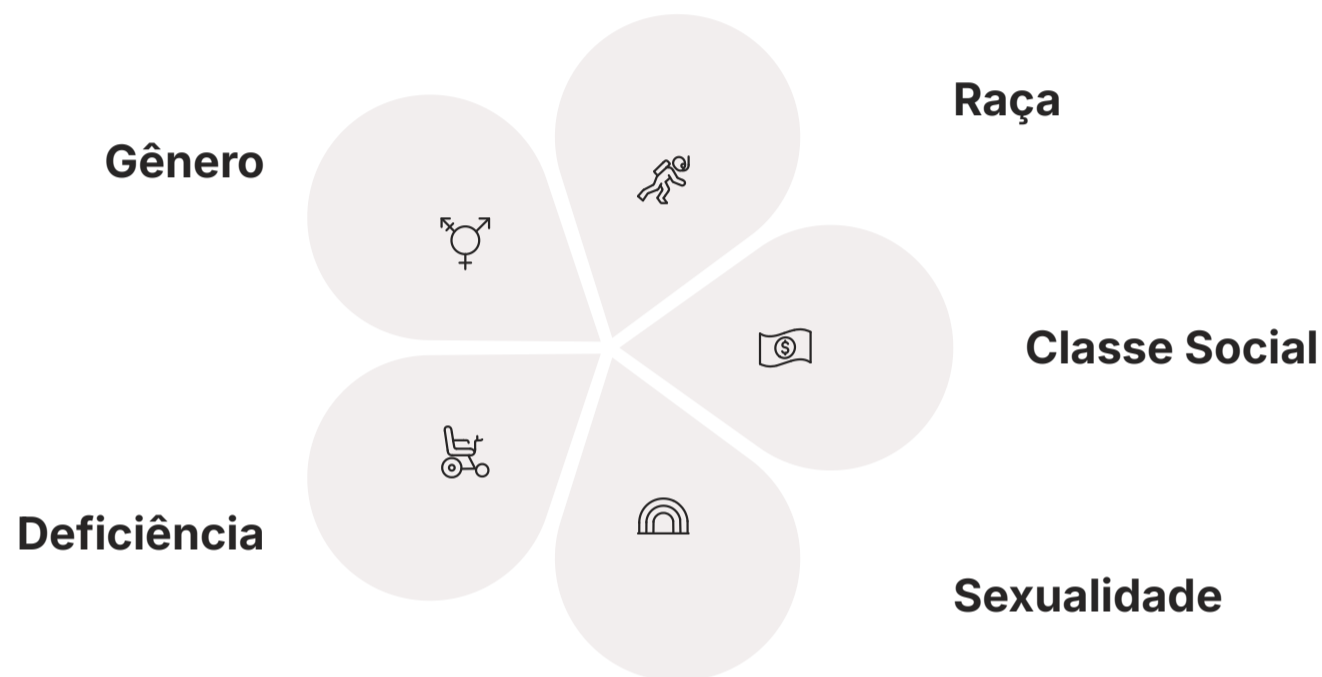 Raça
Gênero
Classe Social
$
Deficiência
Sexualidade